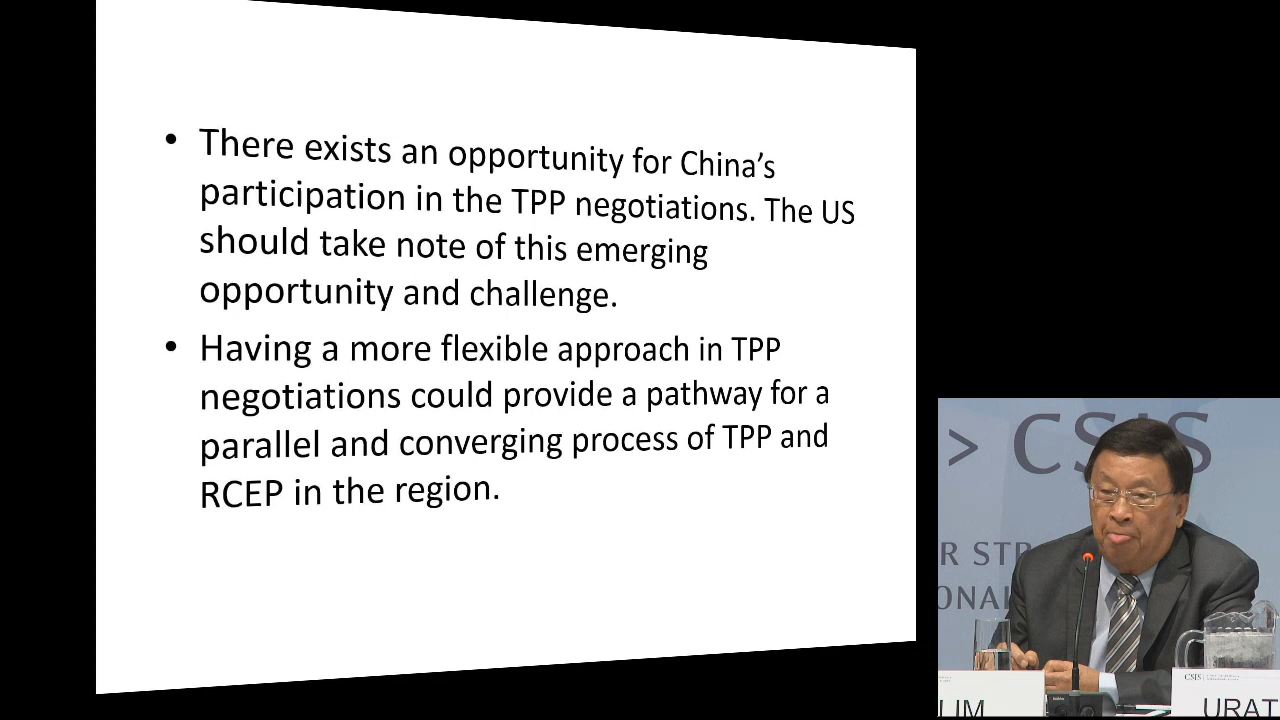 • There exists an opportunity for China’s
participation in the TPP negotiations. The US
should take note of this emerging
opportunity and challenge.
• Having a more flexible approach in TPP
negotiations could provide a pathway for a
parallel and converging process of TPP and
RCEP in the region.
> CSIS
R STR
ONAL
CSIS
UM
URAT